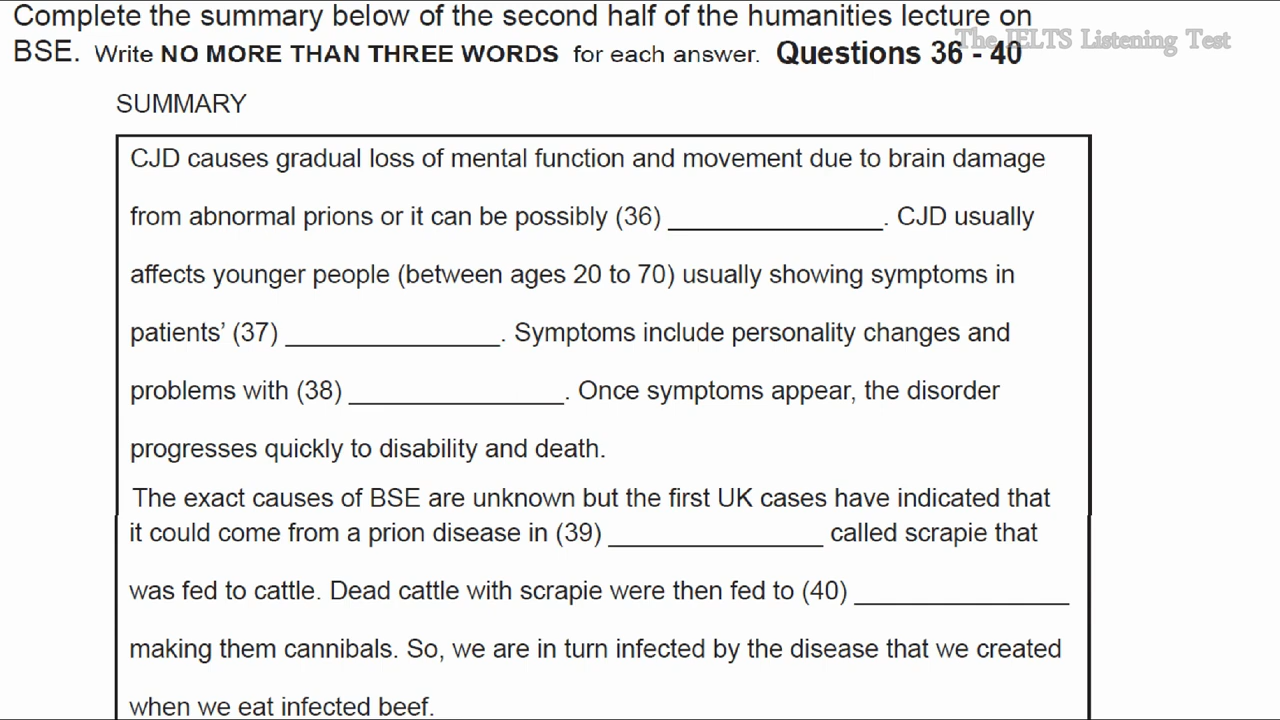 Complete the summary below of the second half of the humanities lecture on
BSE. Write NO MORE THAN THREE WORDS for each answer. Questions 36 - 40
The IELTS Listening Test
SUMMARY
CJD causes gradual loss of mental function and movement due to brain damage
from abnormal prions or it can be possibly (36) _______________. CJD usually
affects younger people (between ages 20 to 70) usually showing symptoms in
patients’ (37) _______________. Symptoms include personality changes and
problems with (38) _______________. Once symptoms appear, the disorder
progresses quickly to disability and death.
The exact causes of BSE are unknown but the first UK cases have indicated that
it could come from a prion disease in (39) _______________ called scrapie that
was fed to cattle. Dead cattle with scrapie were then fed to (40) _______________
making them cannibals. So, we are in turn infected by the disease that we created
when we eat infected beef.